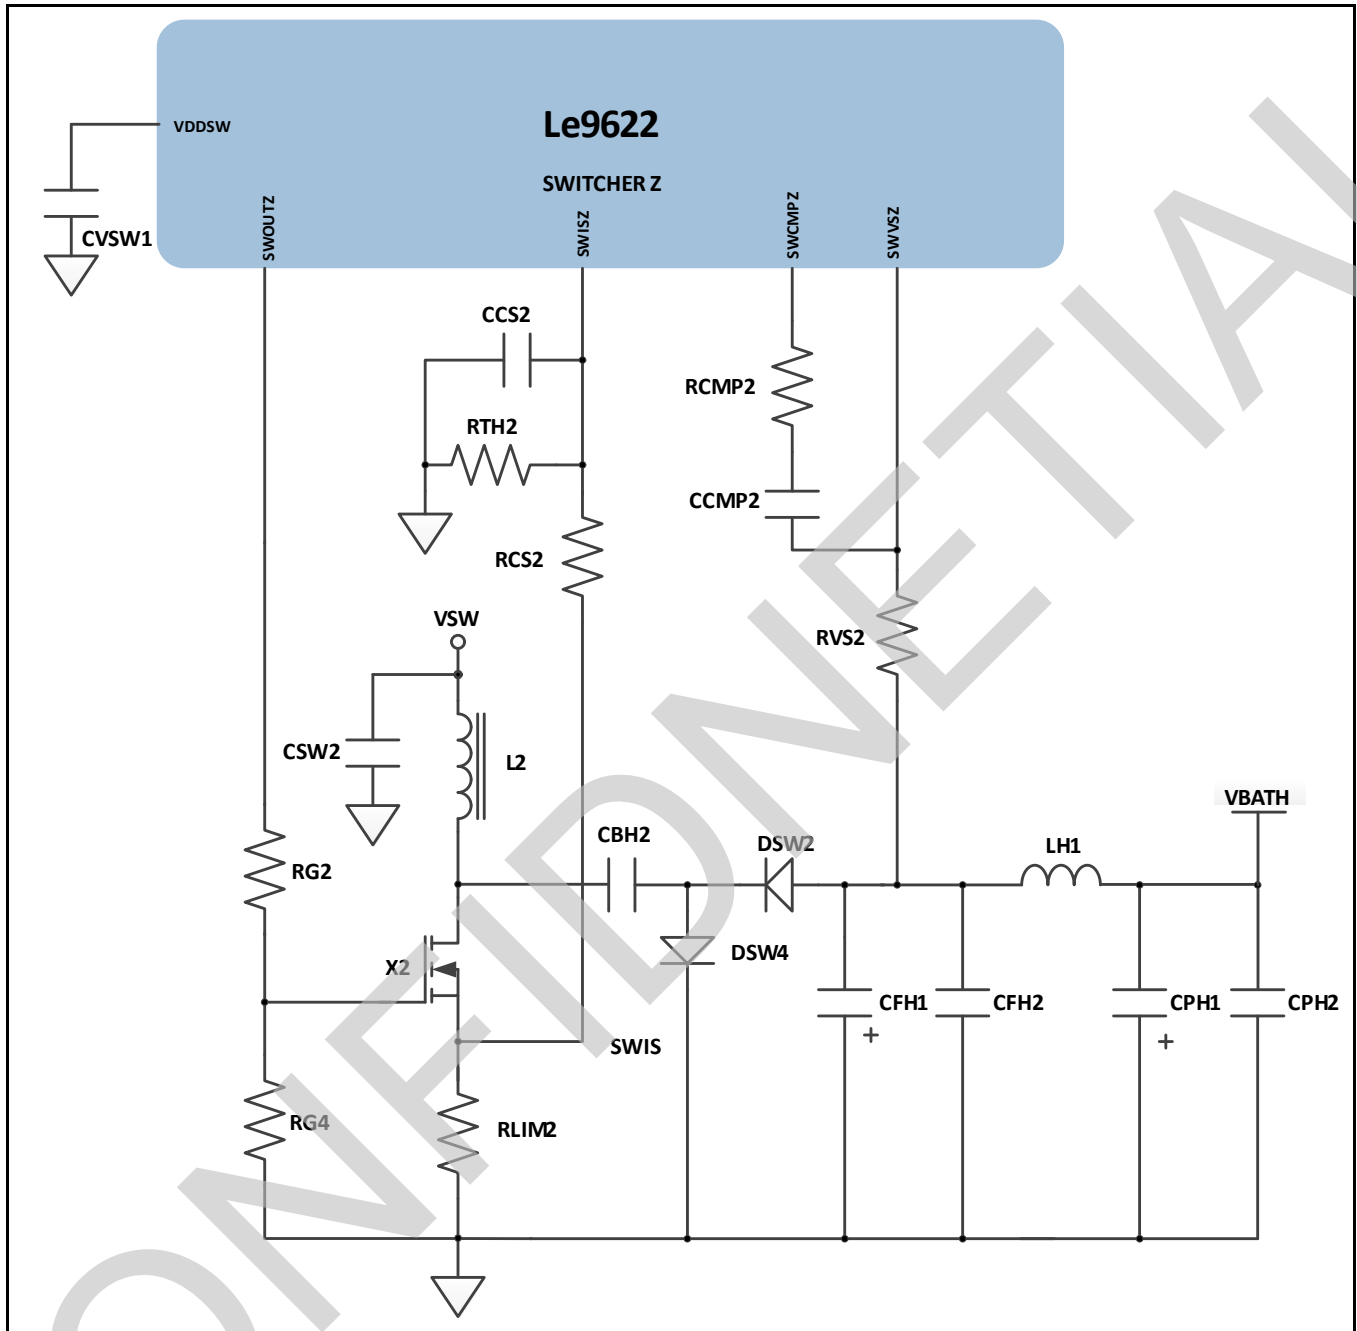 Le9622
VDDSW
SWITCHER Z
SWOUTZ
SWISZ
SWCMPZ
SWVSZ
CVSW1
CCS2
RCMP2
RTH2
CCMP2
RCS2
VSW
RVS2
CSW2
L2
VBATH
CBH2
DSW2
LH1
RG2
DSW4
X2
CFH1
CFH2
CPH1
CPH2
+
+
SWIS
RG4
RLIM2
ONFIDNETIAL